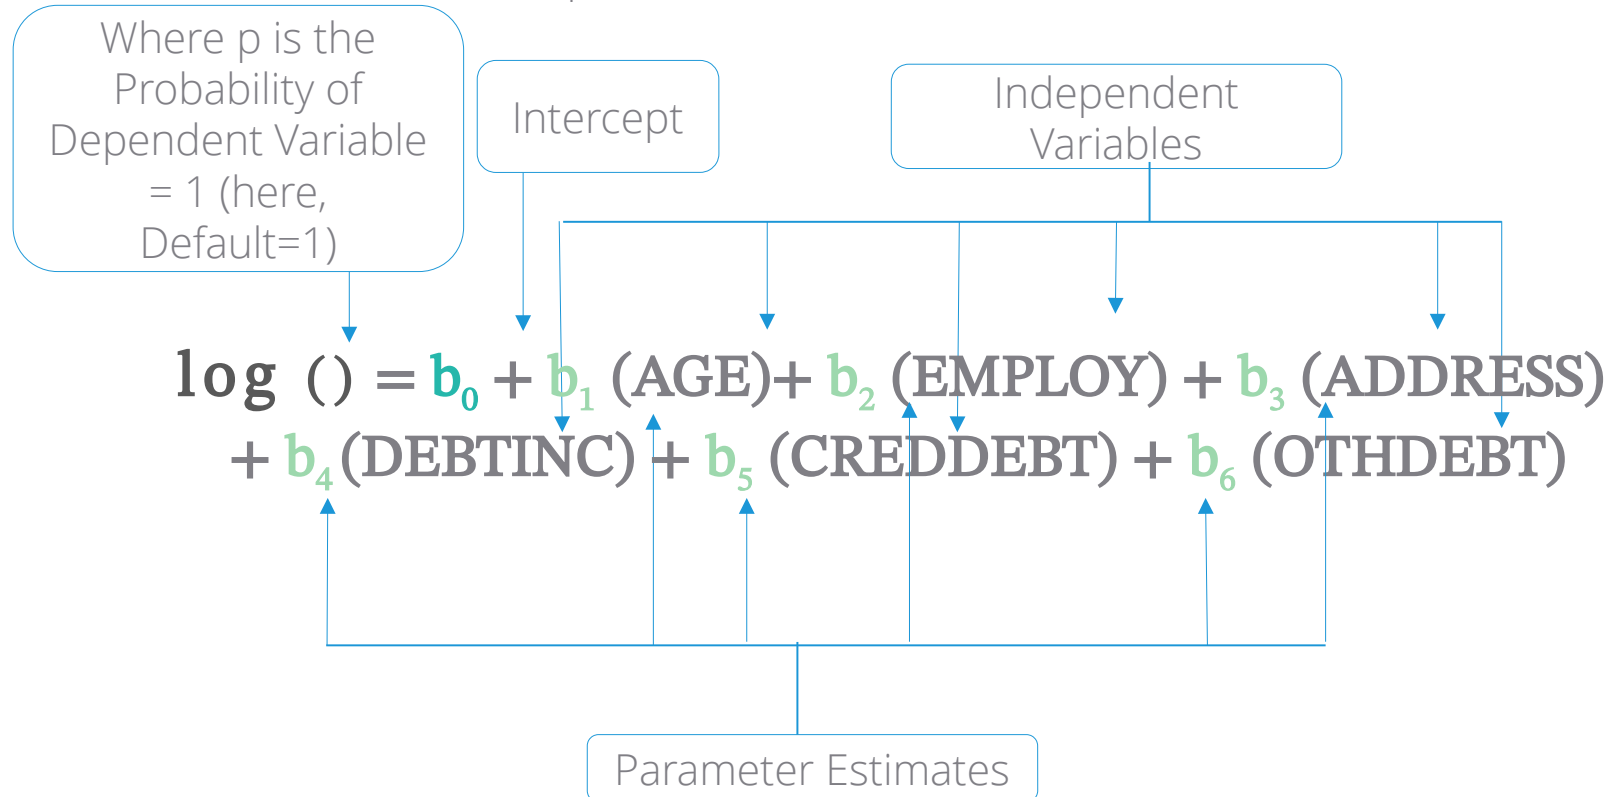 Where p is the
Probability of
Dependent Variable
= 1 (here,
Default=1)
Intercept
Independent
Variables
log () = b₀ + b₁ (AGE)+ b₂ (EMPLOY) + b₃ (ADDRESS)
+ b₄(DEBTINC) + b₅ (CREDDEBT) + b₆ (OTHDEBT)
Parameter Estimates